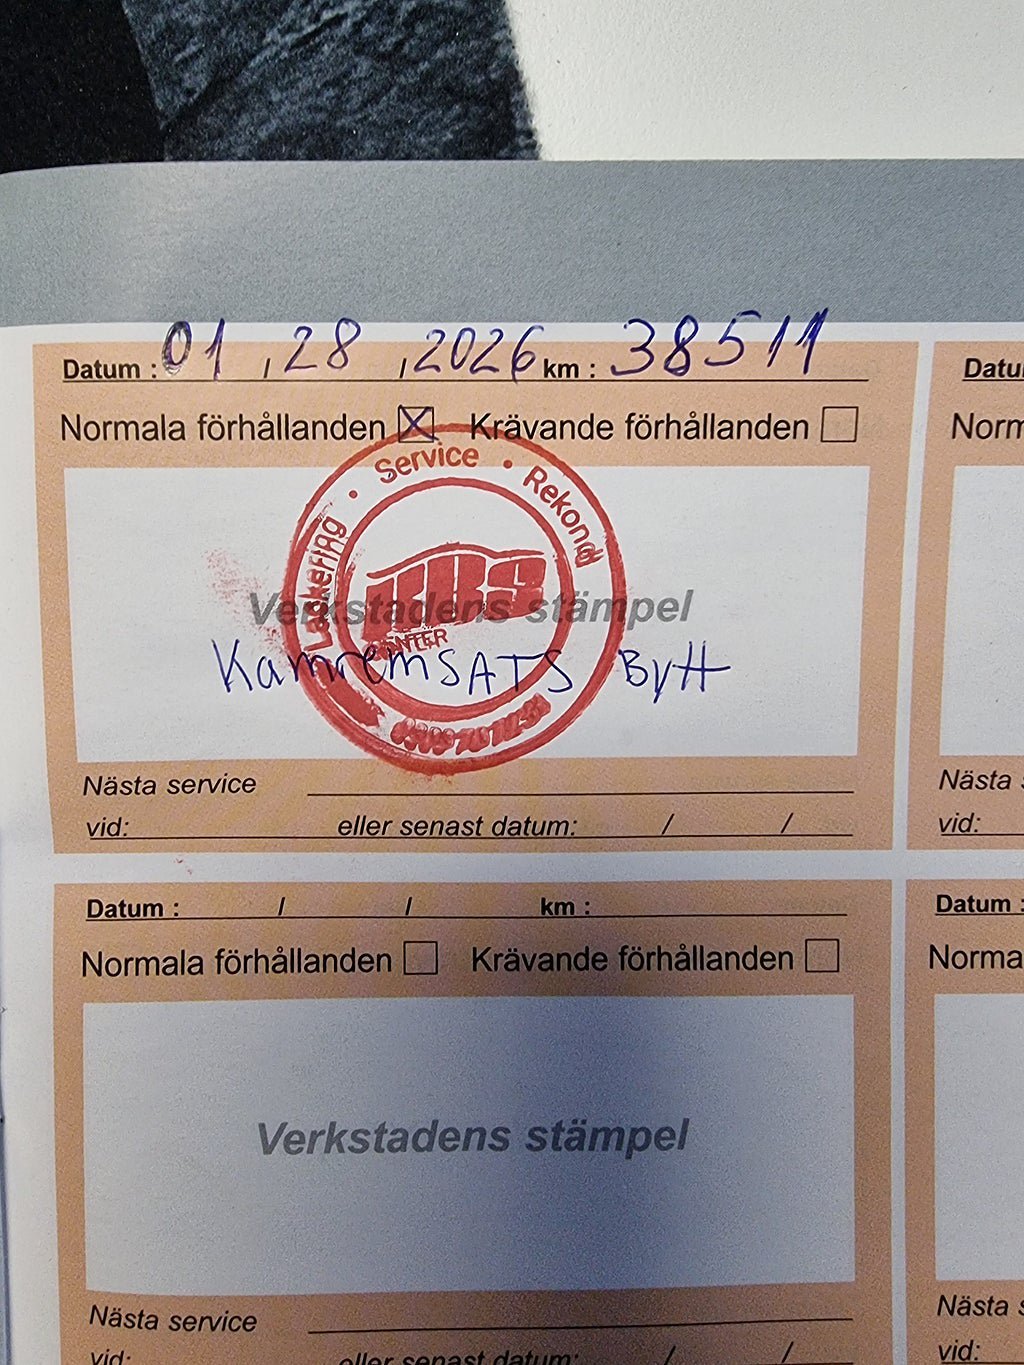 Datum : 01 , 28 , 2026 km : 38511 Datu
Normala förhållanden X Krävande förhållanden Norm
Lackering • Service • Rekond
Verkstadens stämpel
CENTER
KamremSATS Bytt
Nästa service Nästa s
vid: eller senast datum: / / vid:
Datum : / / km : Datum :
Normala förhållanden Krävande förhållanden Norma
Verkstadens stämpel
Nästa service Nästa s
vid: eller senast datum: / / vid: